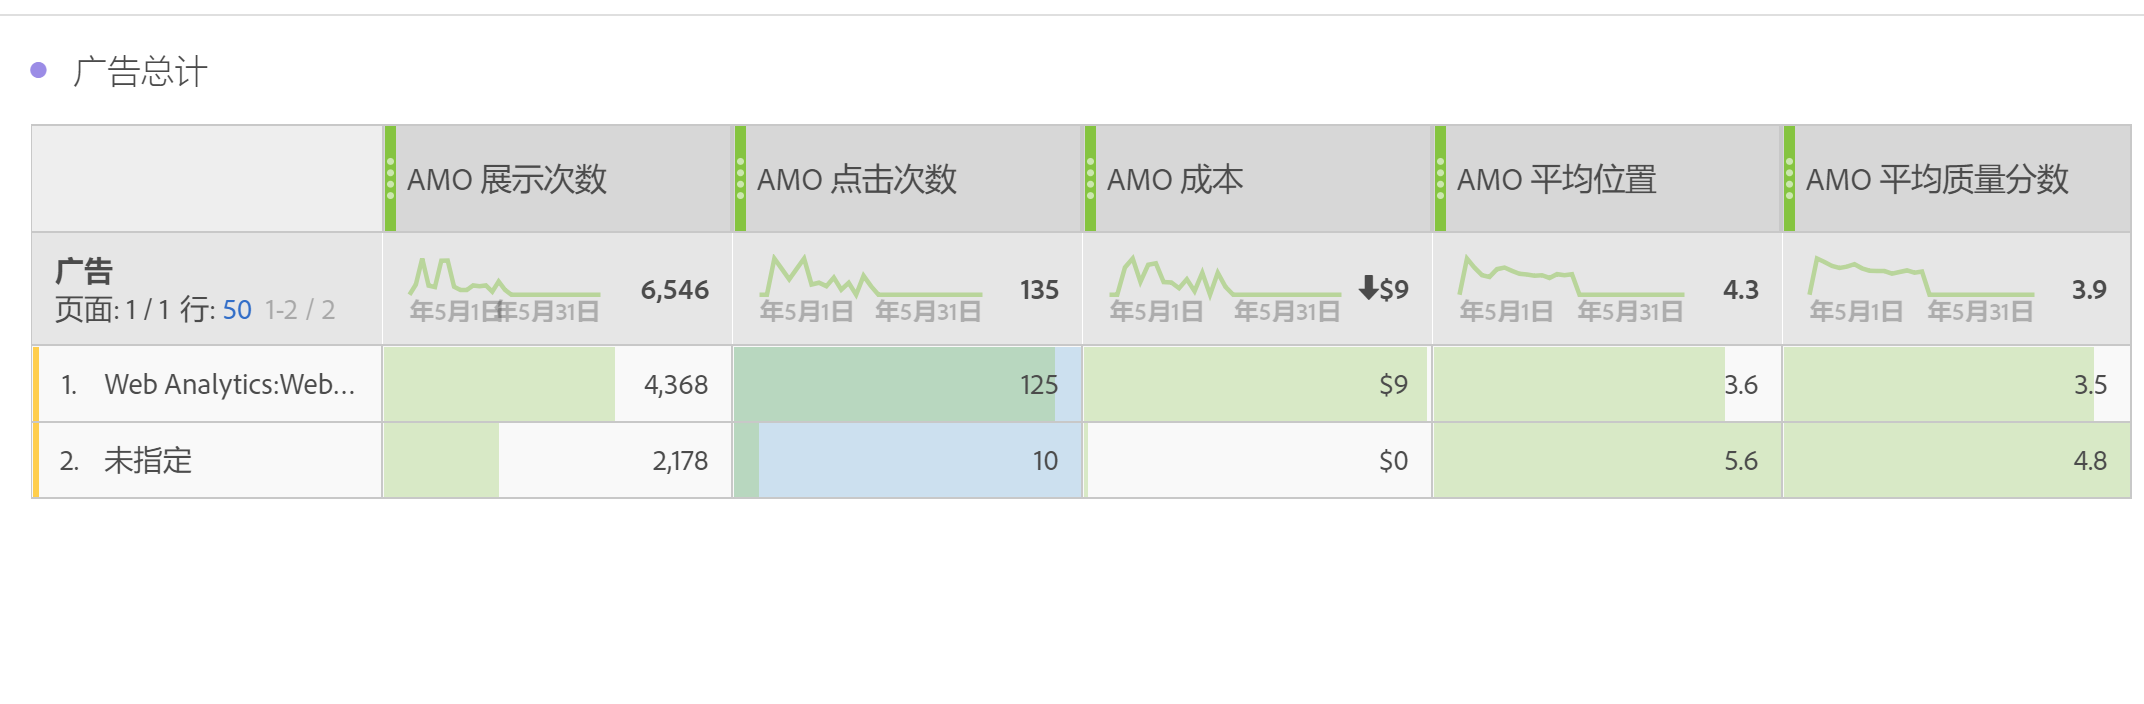 广告总计
AMO 展示次数 AMO 点击次数 AMO 成本 AMO 平均位置 AMO 平均质量分数
广告
页面: 1 / 1 行: 50 1-2 / 2
年5月1日 年5月31日 6,546 年5月1日 年5月31日 135 年5月1日 年5月31日 $9 年5月1日 年5月31日 4.3 年5月1日 年5月31日 3.9
1. Web Analytics:Web... 4,368 125 $9 3.6 3.5
2. 未指定 2,178 10 $0 5.6 4.8